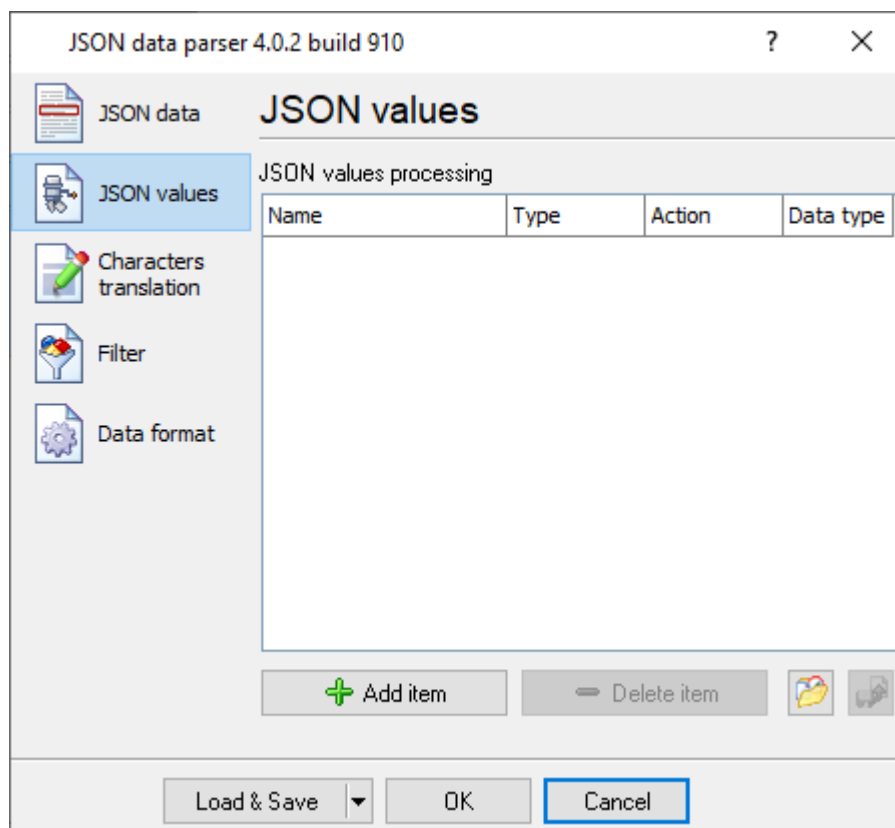 JSON data parser 4.0.2 build 910 ?
JSON data
JSON values
Characters
translation
Filter
Data format
JSON values
JSON values processing
Name Type Action Data type
Add item Delete item
Load & Save OK Cancel